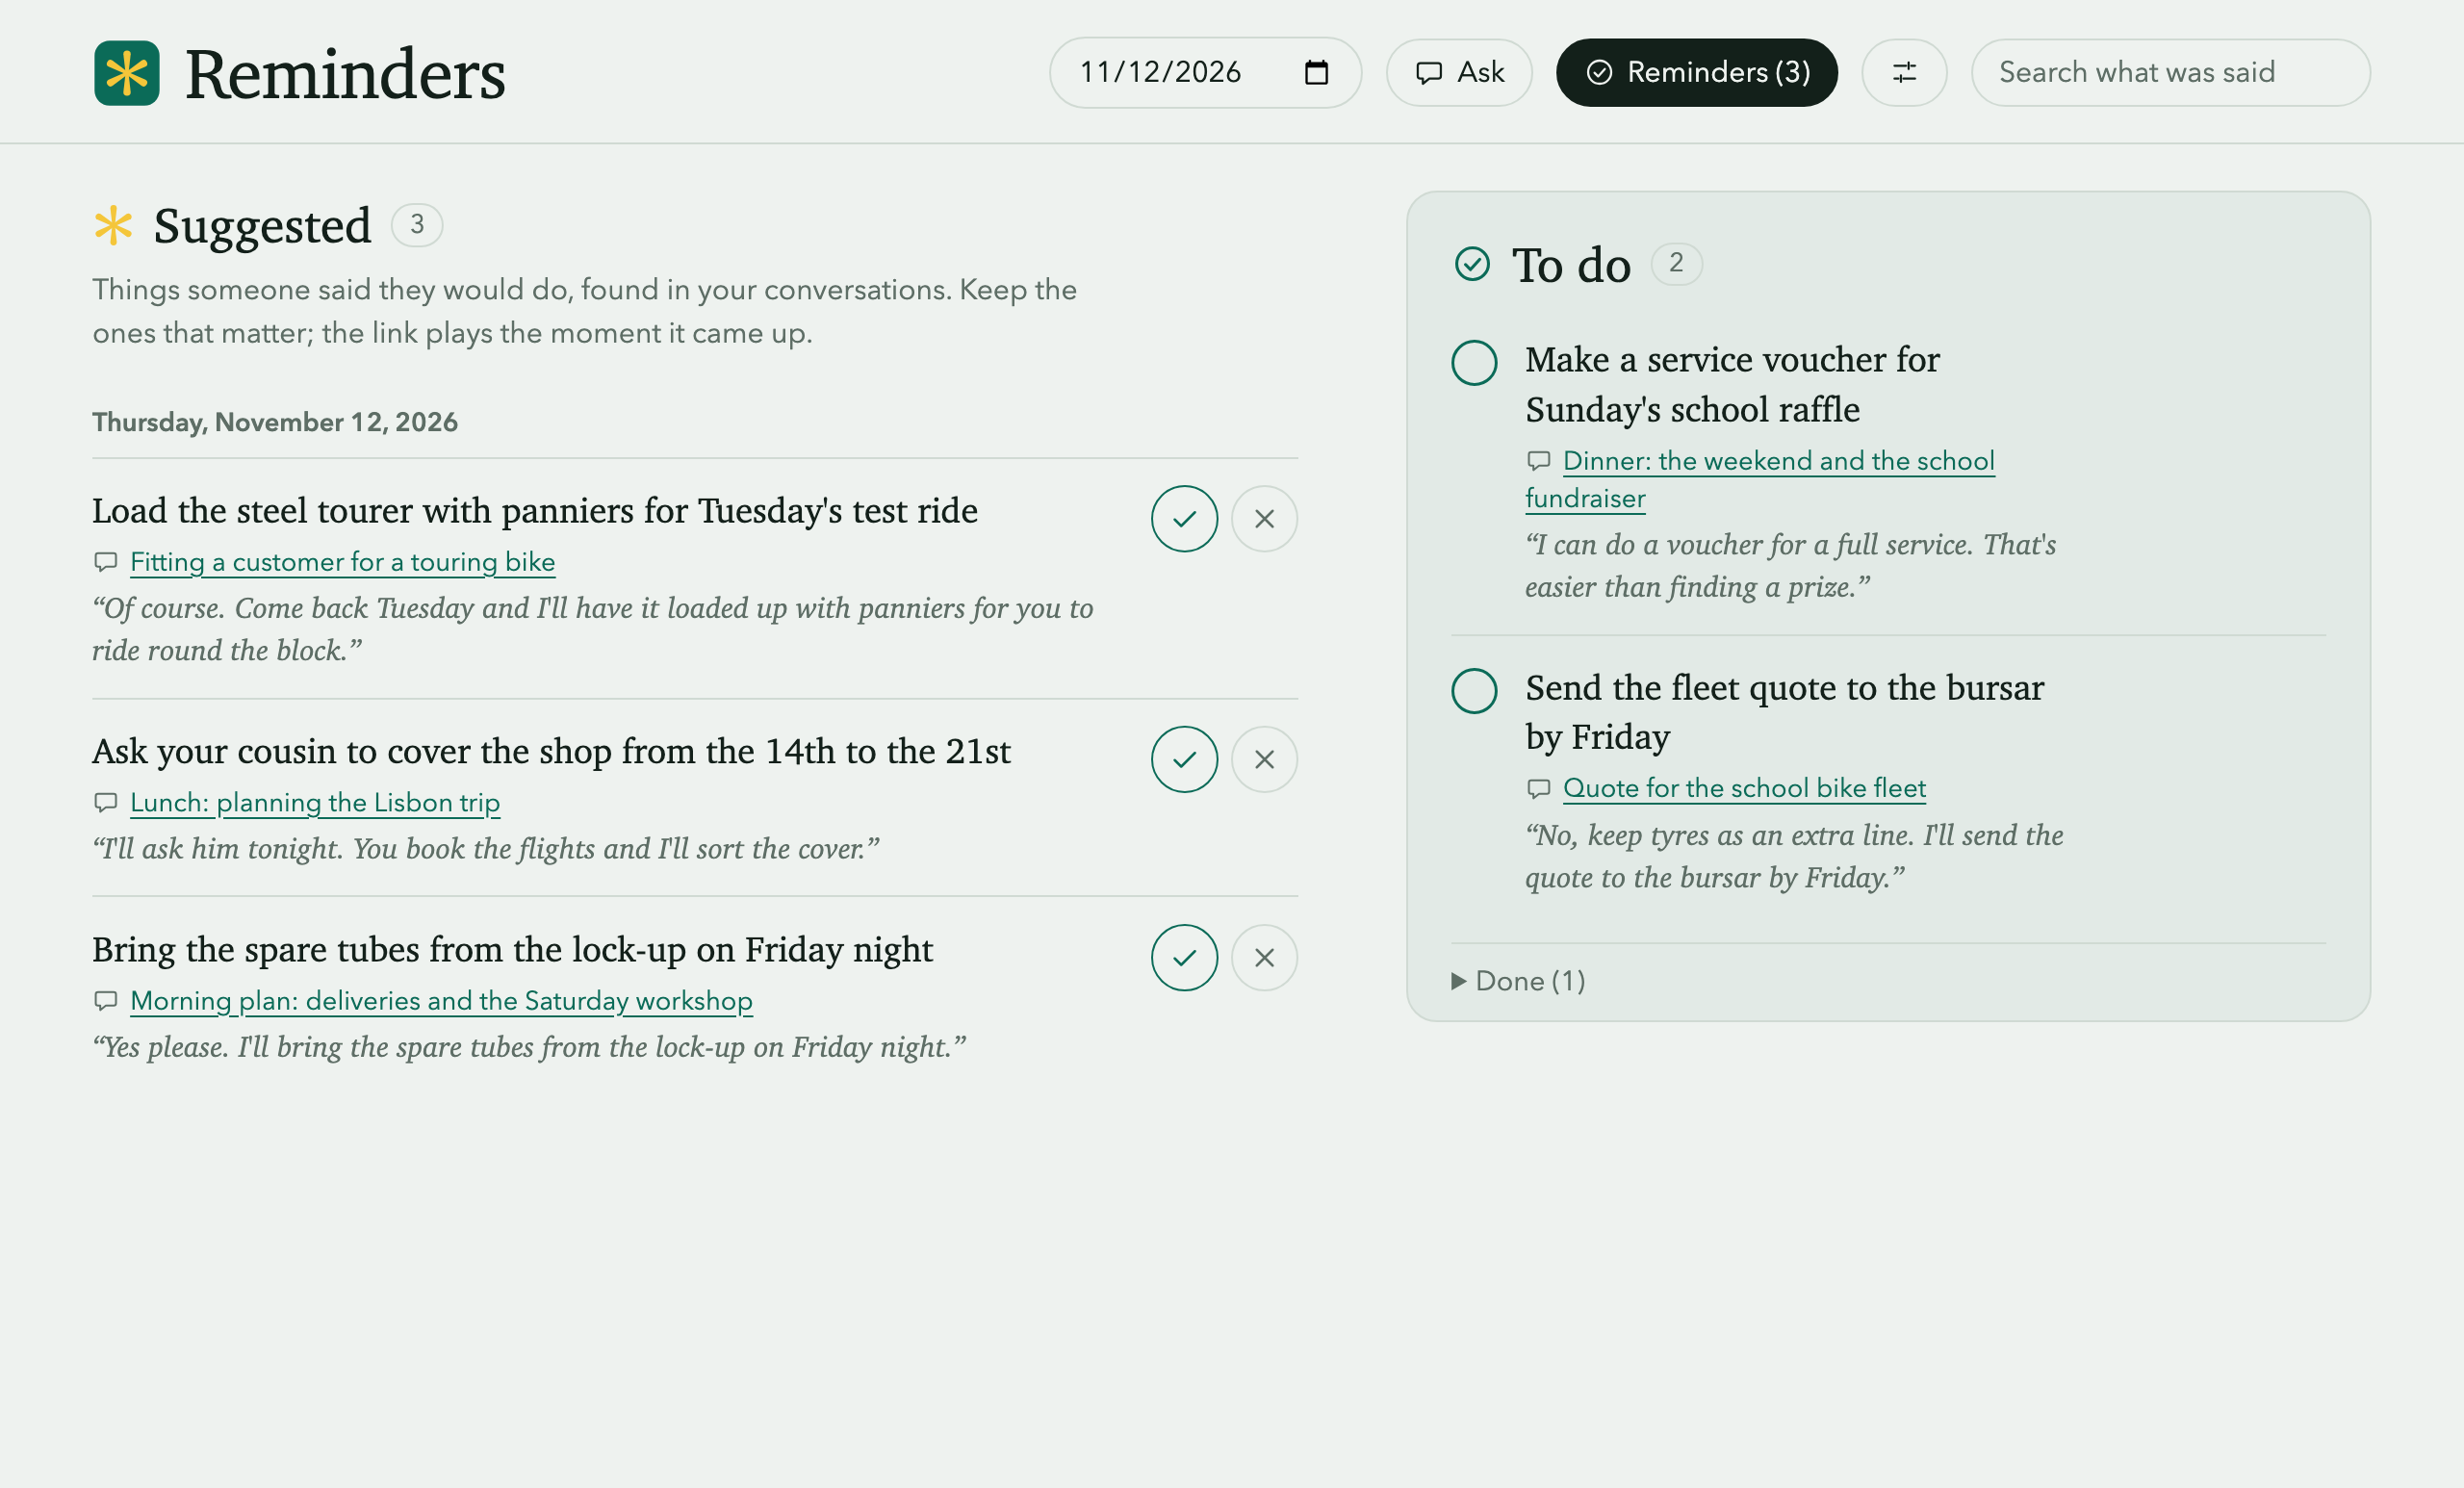 Reminders
11/12/2026
Ask
Reminders (3)
Search what was said
Suggested 3
Things someone said they would do, found in your conversations. Keep the
ones that matter; the link plays the moment it came up.
Thursday, November 12, 2026
Load the steel tourer with panniers for Tuesday's test ride
Fitting a customer for a touring bike
“Of course. Come back Tuesday and I'll have it loaded up with panniers for you to
ride round the block.”
Ask your cousin to cover the shop from the 14th to the 21st
Lunch: planning the Lisbon trip
“I'll ask him tonight. You book the flights and I'll sort the cover.”
Bring the spare tubes from the lock-up on Friday night
Morning plan: deliveries and the Saturday workshop
“Yes please. I'll bring the spare tubes from the lock-up on Friday night.”
To do 2
Make a service voucher for
Sunday's school raffle
Dinner: the weekend and the school
fundraiser
“I can do a voucher for a full service. That's
easier than finding a prize.”
Send the fleet quote to the bursar
by Friday
Quote for the school bike fleet
“No, keep tyres as an extra line. I'll send the
quote to the bursar by Friday.”
Done (1)